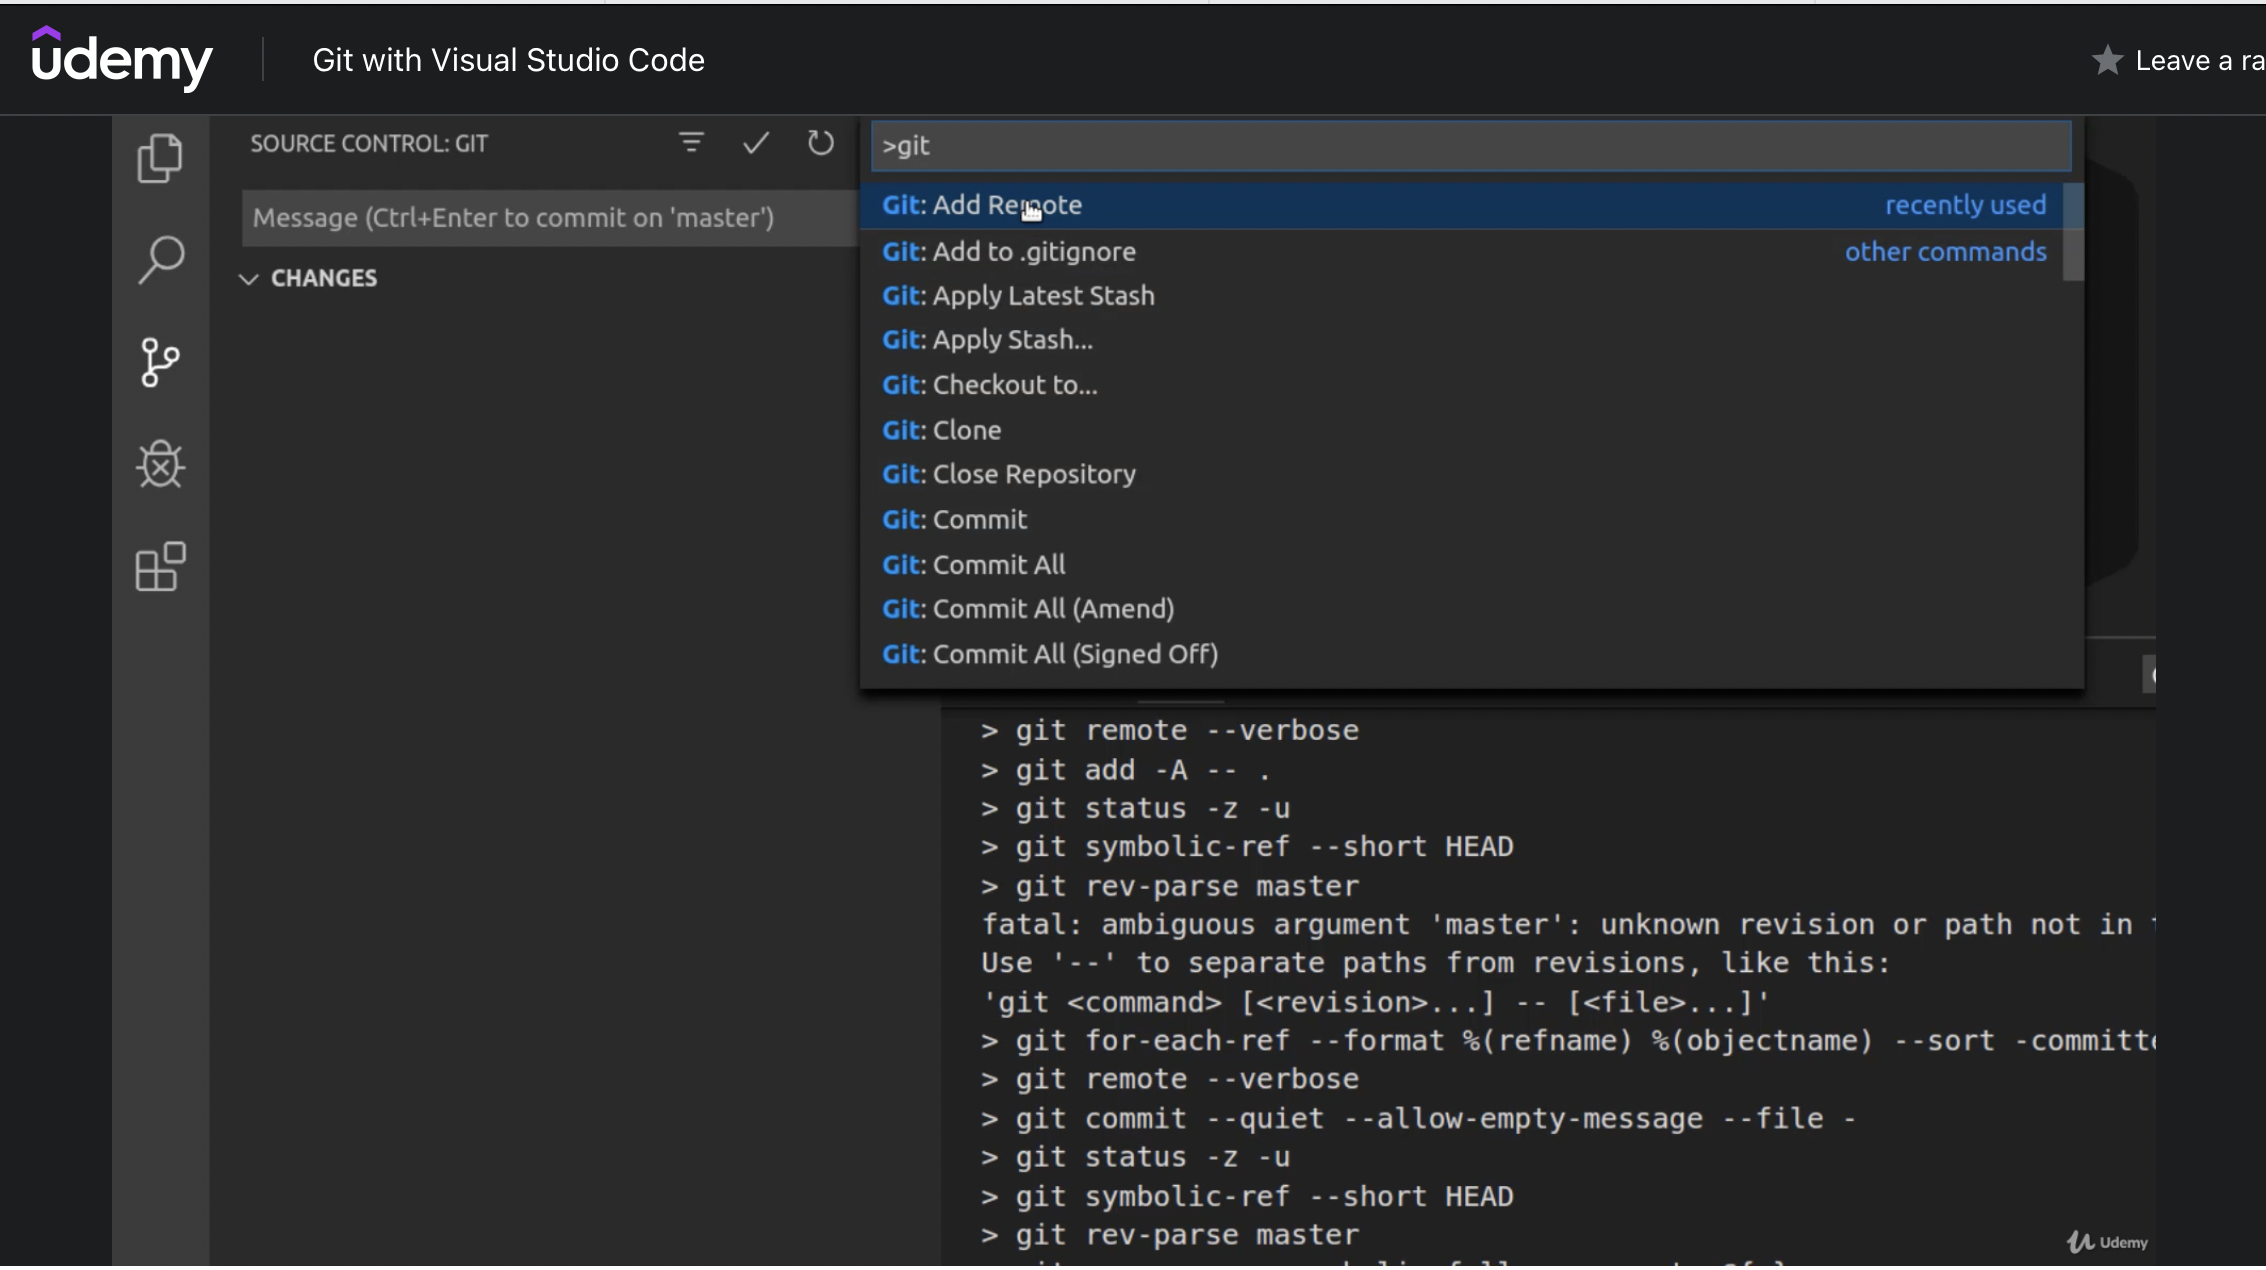 udemy
Git with Visual Studio Code
Leave a ra
SOURCE CONTROL: GIT
Message (Ctrl+Enter to commit on 'master')
CHANGES
>git
Git: Add Remote recently used
Git: Add to .gitignore other commands
Git: Apply Latest Stash
Git: Apply Stash...
Git: Checkout to...
Git: Clone
Git: Close Repository
Git: Commit
Git: Commit All
Git: Commit All (Amend)
Git: Commit All (Signed Off)
> git remote --verbose
> git add -A -- .
> git status -z -u
> git symbolic-ref --short HEAD
> git rev-parse master
fatal: ambiguous argument 'master': unknown revision or path not in
Use '--' to separate paths from revisions, like this:
'git <command> [<revision>...] -- [<file>...]'
> git for-each-ref --format %(refname) %(objectname) --sort -committe
> git remote --verbose
> git commit --quiet --allow-empty-message --file -
> git status -z -u
> git symbolic-ref --short HEAD
> git rev-parse master
Udemy